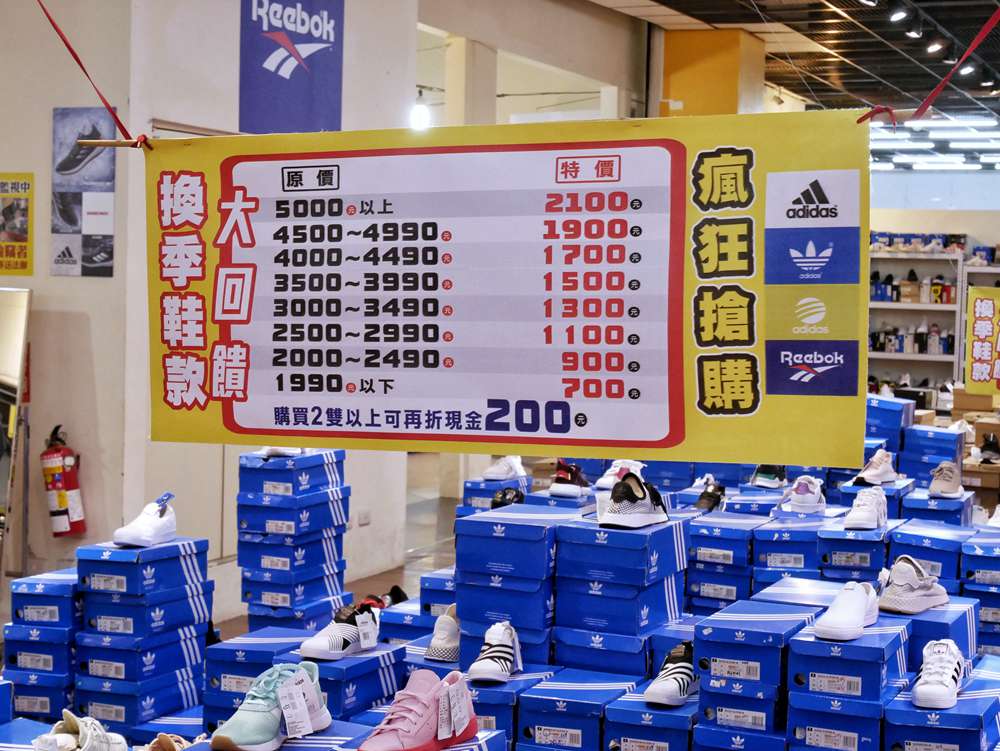 Reebok
監視中
換季鞋款
大回饋
原價
特價
5000元以上
2100元
4500~4990元
1900元
4000~4490元
1700元
3500~3990元
1500元
3000~3490元
1300元
2500~2990元
1100元
2000~2490元
900元
1990元以下
700元
購買2雙以上可再折現金200元
瘋狂搶購
adidas
adidas
adidas
Reebok
換季鞋款